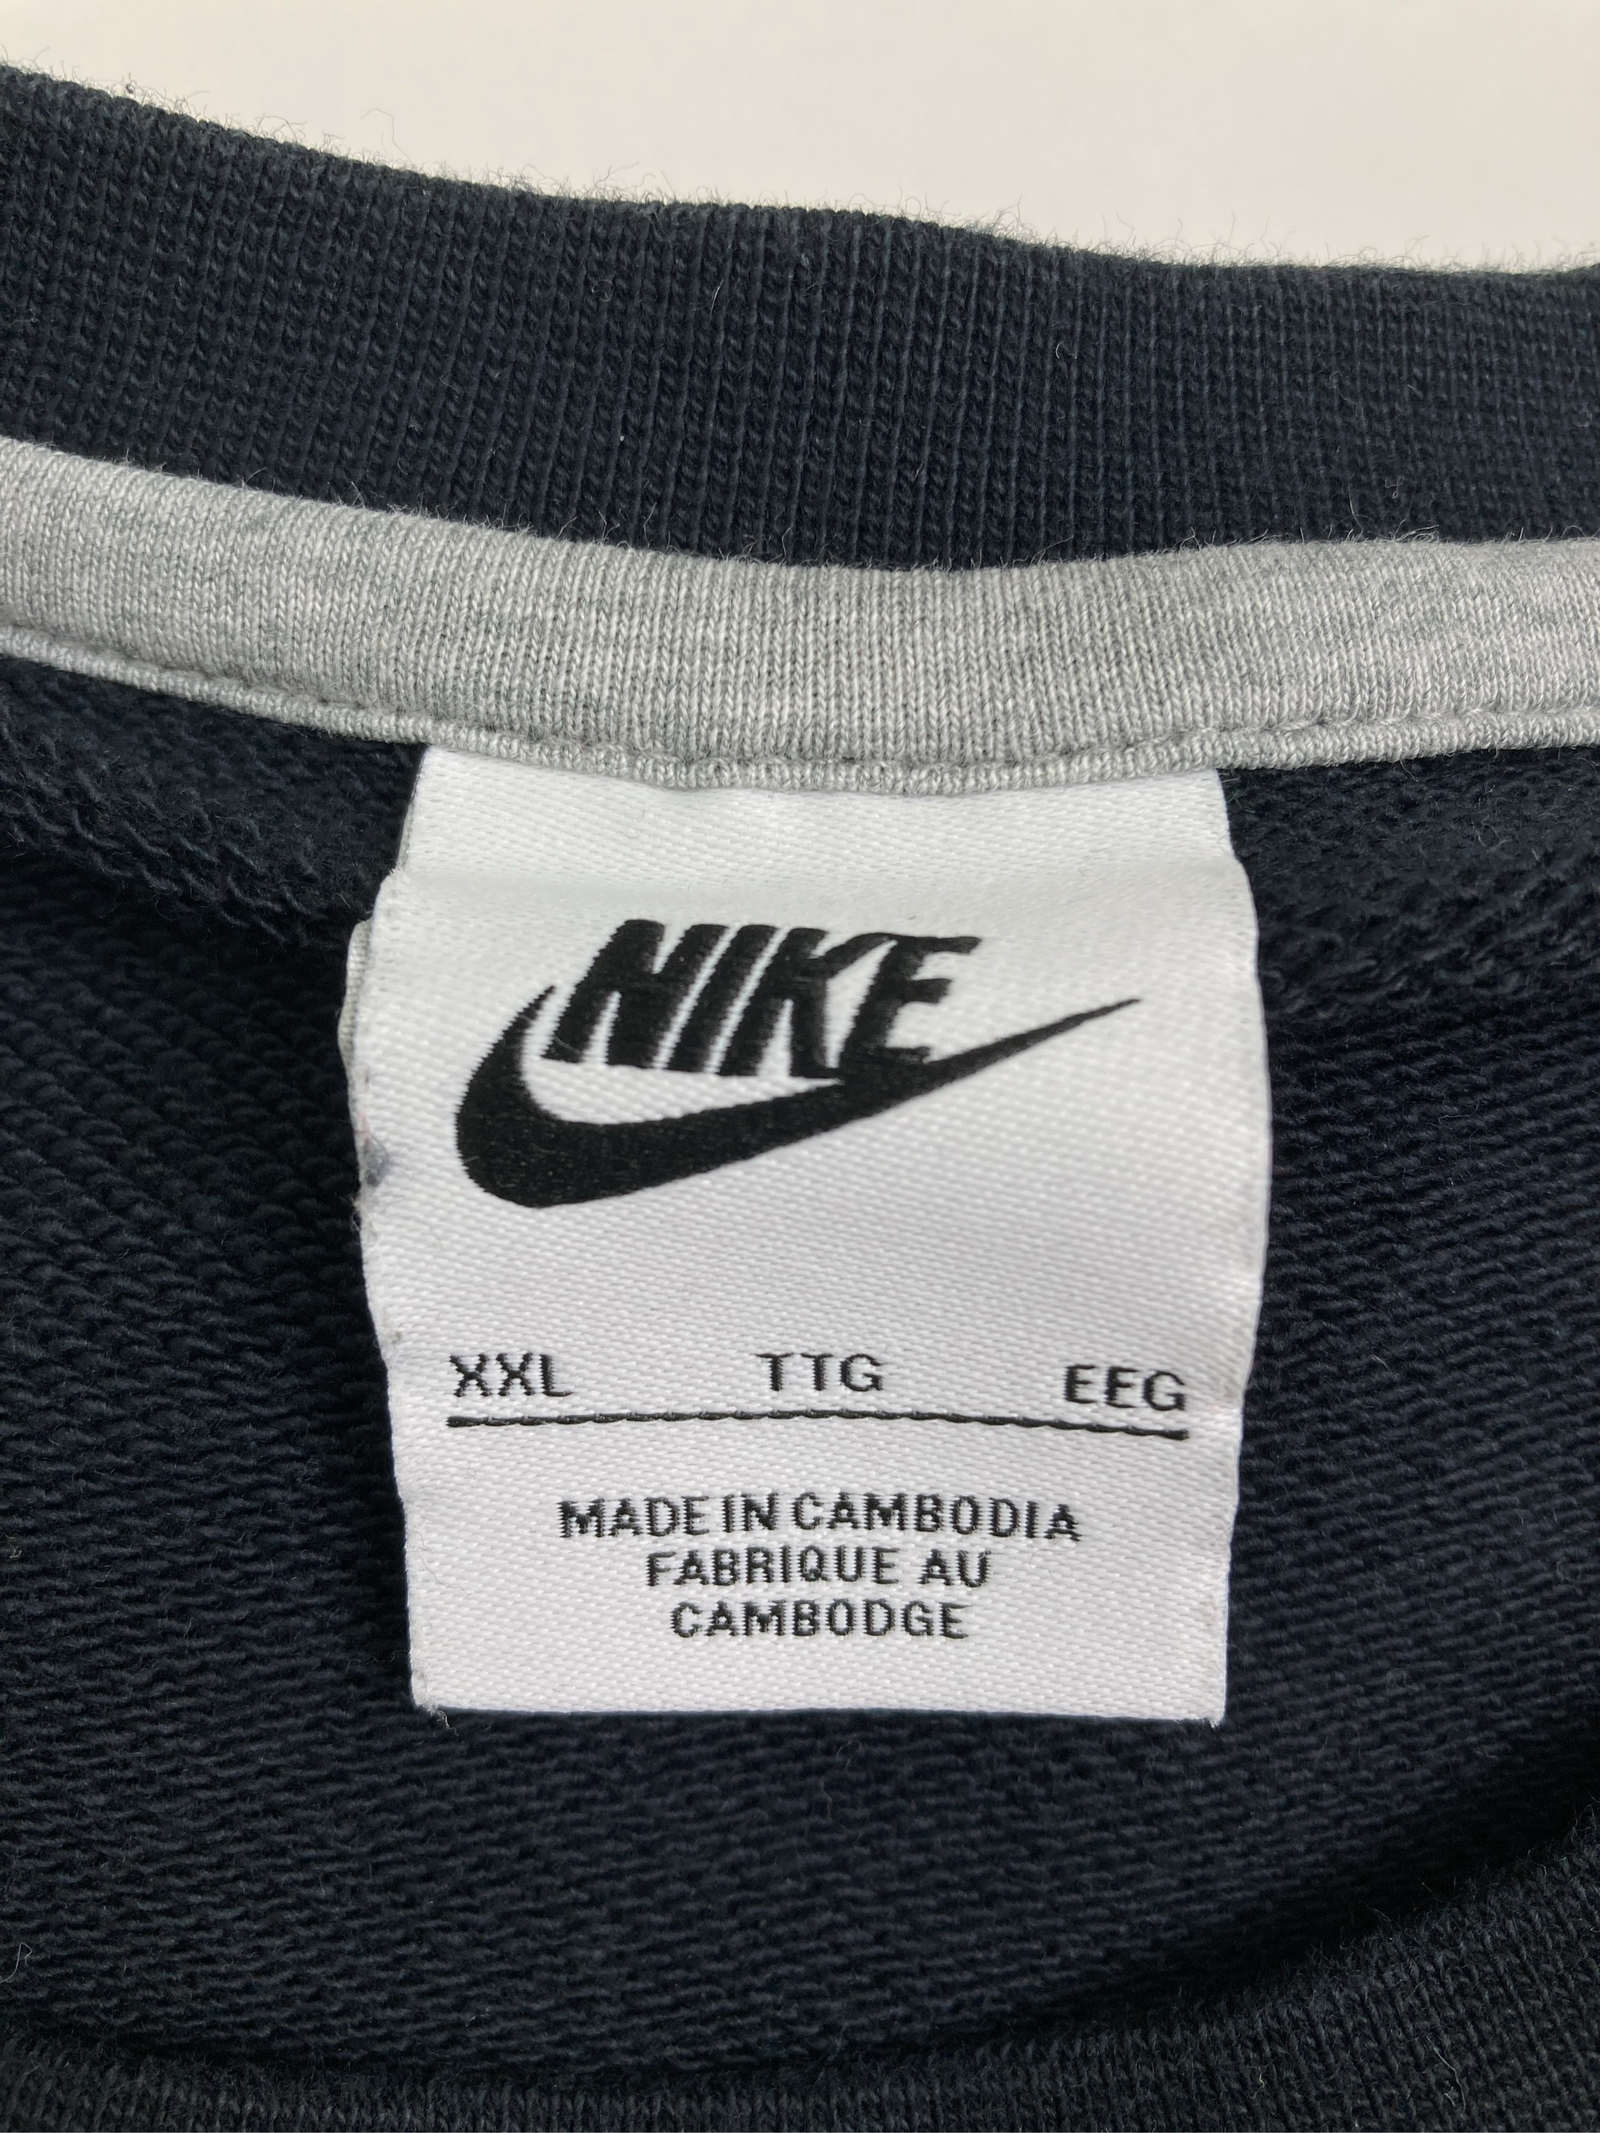 NIKE
XXL TTG EEG
MADE IN CAMBODIA
FABRIQUE AU
CAMBODGE